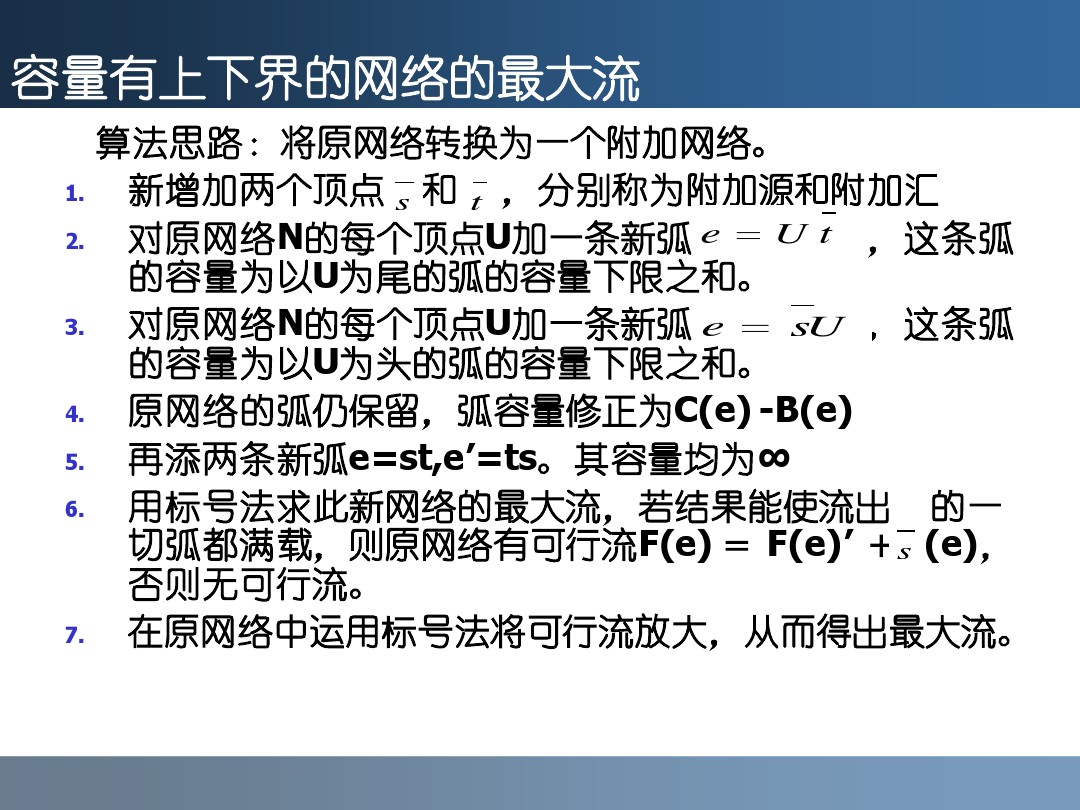 容量有上下界的网络的最大流
算法思路：将原网络转换为一个附加网络。
1. 新增加两个顶点 s̅ 和 t̅ ，分别称为附加源和附加汇
2. 对原网络N的每个顶点U加一条新弧 e = U t̅ ，这条弧
的容量为以U为尾的弧的容量下限之和。
3. 对原网络N的每个顶点U加一条新弧 e = s̅U ，这条弧
的容量为以U为头的弧的容量下限之和。
4. 原网络的弧仍保留，弧容量修正为C(e) -B(e)
5. 再添两条新弧e=st,e’=ts。其容量均为∞
6. 用标号法求此新网络的最大流，若结果能使流出 的一
切弧都满载，则原网络有可行流F(e) = F(e)’ + s̅ (e),
否则无可行流。
7. 在原网络中运用标号法将可行流放大，从而得出最大流。